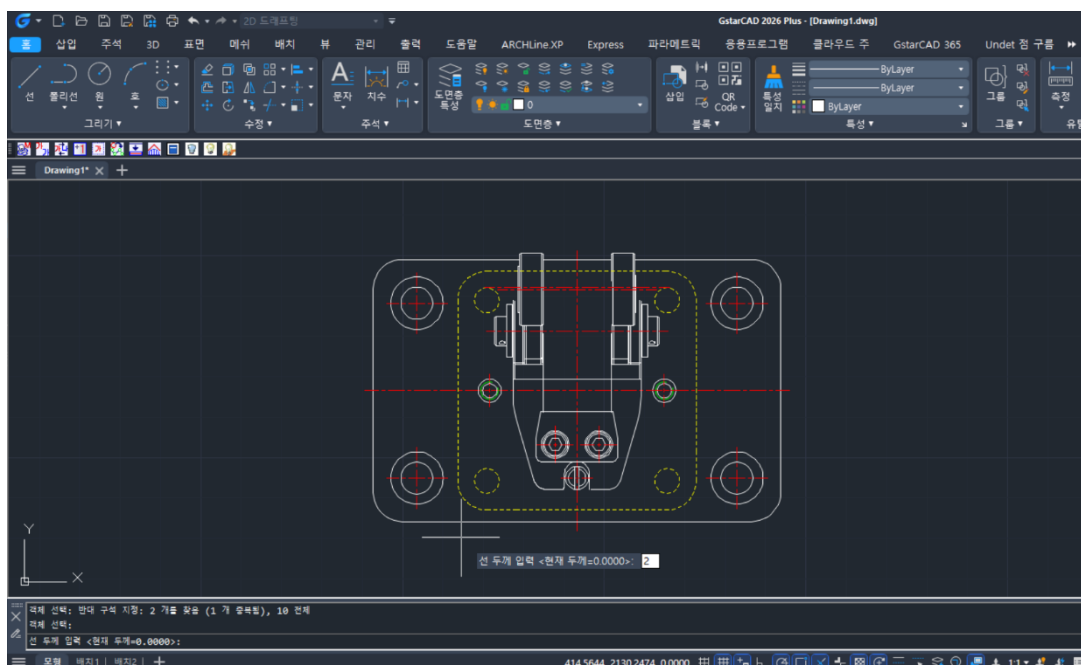 2D 드래프팅
GstarCAD 2026 Plus - [Drawing1.dwg]
홈 삽입 주석 3D 표면 메쉬 배치 뷰 관리 출력 도움말 ARCHLine.XP Express 파라메트릭 응용프로그램 클라우드 주 GstarCAD 365 Undet 점 구름
선 폴리선 원 호
문자 치수
도면층
특성
0
삽입
QR
Code
특성
일치
ByLayer
ByLayer
ByLayer
그룹
측정
그리기 수정 주석 도면층 블록 특성 그룹
Drawing1*
선 두께 입력 <현재 두께=0.0000>: 2
Y
X
객체 선택: 반대 구석 지정: 2 개를 찾음 (1 개 중복됨), 10 전체
객체 선택:
선 두께 입력 <현재 두께=0.0000>:
모형 배치1 배치2
414.5644, 2130.2474, 0.0000
1:1